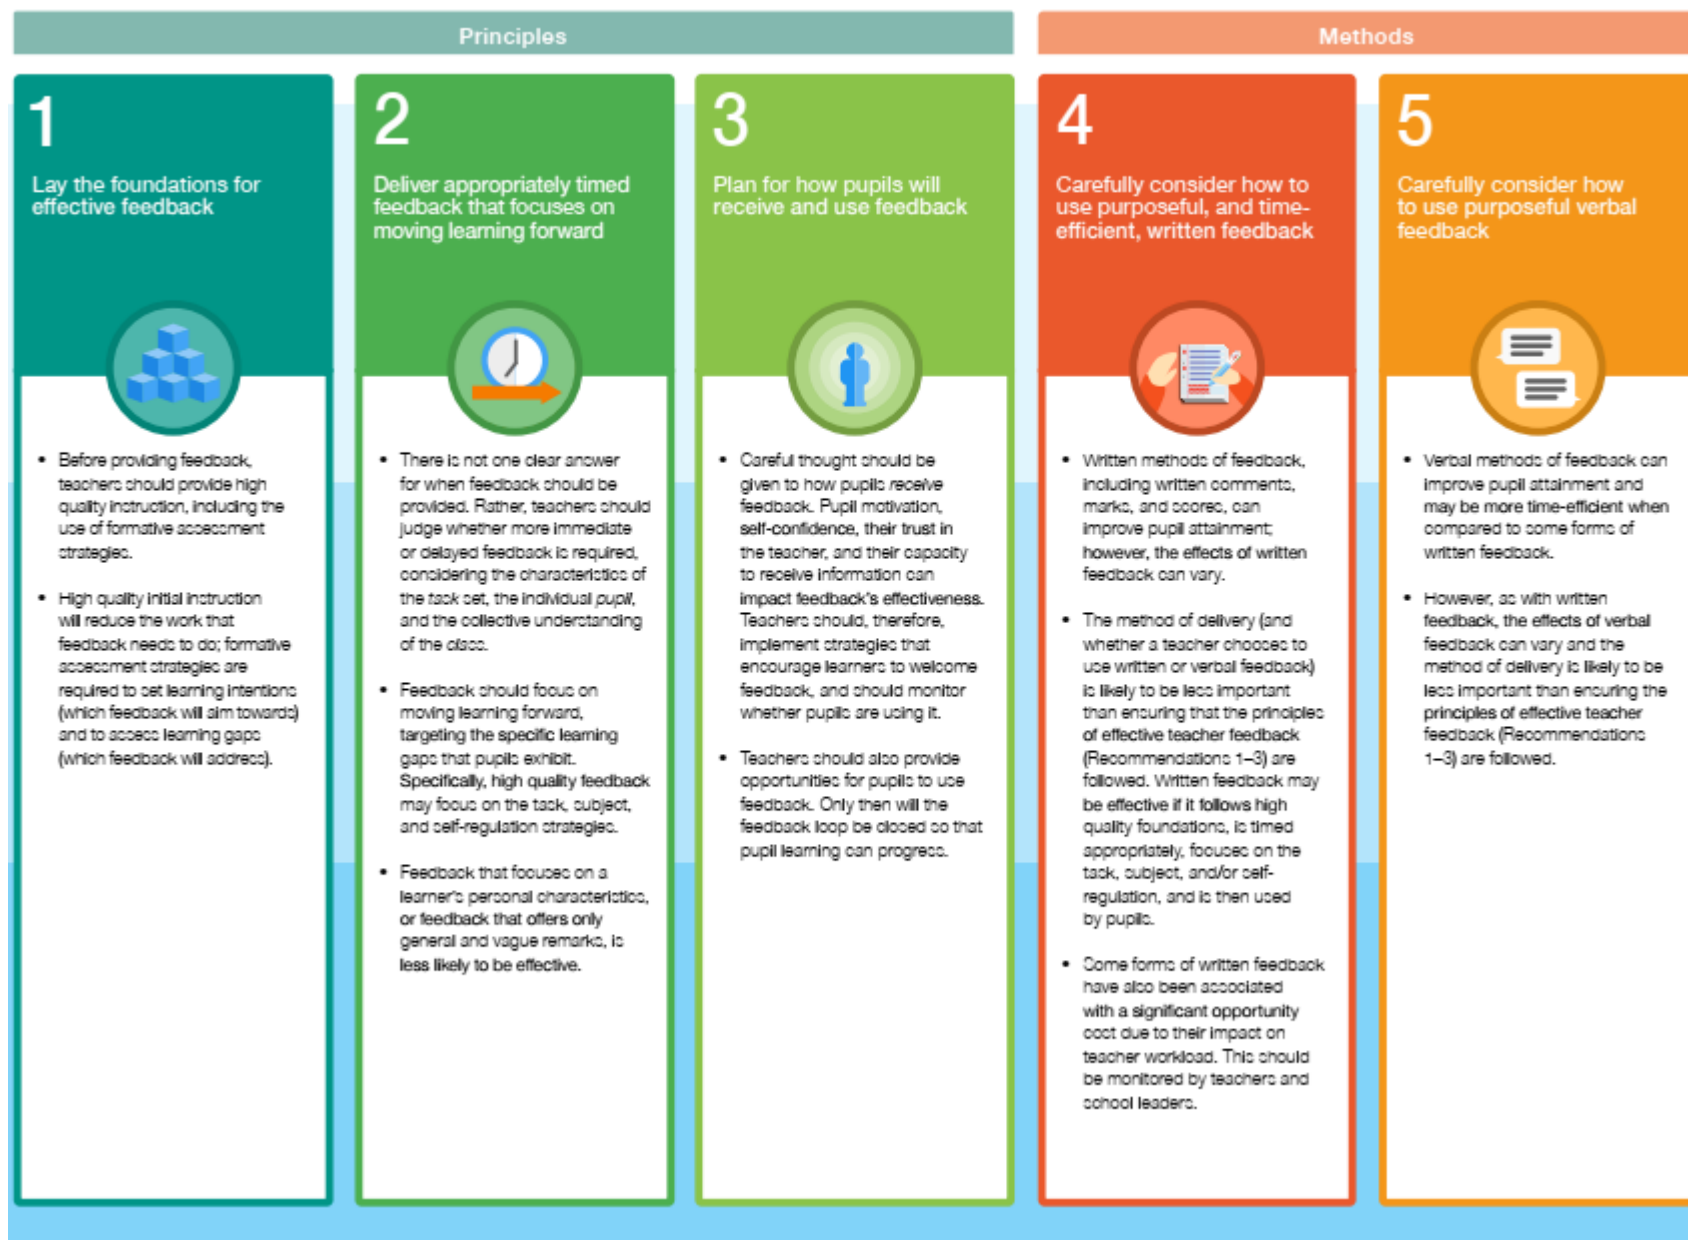 Principles
Methods
1
Lay the foundations for
effective feedback
• Before providing feedback,
teachers should provide high
quality instruction, including the
use of formative assessment
strategies.
• High quality initial instruction
will reduce the work that
feedback needs to do; formative
assessment strategies are
required to set learning intentions
(which feedback will aim towards)
and to assess learning gaps
(which feedback will address).
2
Deliver appropriately timed
feedback that focuses on
moving learning forward
• There is not one clear answer
for when feedback should be
provided. Rather, teachers should
judge whether more immediate
or delayed feedback is required,
considering the characteristics of
the task set, the individual pupil,
and the collective understanding
of the class.
• Feedback should focus on
moving learning forward,
targeting the specific learning
gaps that pupils exhibit.
Specifically, high quality feedback
may focus on the task, subject,
and self-regulation strategies.
• Feedback that focuses on a
learner's personal characteristics,
or feedback that offers only
general and vague remarks, is
less likely to be effective.
3
Plan for how pupils will
receive and use feedback
• Careful thought should be
given to how pupils receive
feedback. Pupil motivation,
self-confidence, their trust in
the teacher, and their capacity
to receive information can
impact feedback's effectiveness.
Teachers should, therefore,
implement strategies that
encourage learners to welcome
feedback, and should monitor
whether pupils are using it.
• Teachers should also provide
opportunities for pupils to use
feedback. Only then will the
feedback loop be closed so that
pupil learning can progress.
4
Carefully consider how to
use purposeful, and time-
efficient, written feedback
• Written methods of feedback,
including written comments,
marks, and scores, can
improve pupil attainment;
however, the effects of written
feedback can vary.
• The method of delivery (and
whether a teacher chooses to
use written or verbal feedback)
is likely to be less important
than ensuring that the principles
of effective teacher feedback
(Recommendations 1–3) are
followed. Written feedback may
be effective if it follows high
quality foundations, is timed
appropriately, focuses on the
task, subject, and/or self-
regulation, and is then used
by pupils.
• Some forms of written feedback
have also been associated
with a significant opportunity
cost due to their impact on
teacher workload. This should
be monitored by teachers and
school leaders.
5
Carefully consider how
to use purposeful verbal
feedback
• Verbal methods of feedback can
improve pupil attainment and
may be more time-efficient when
compared to some forms of
written feedback.
• However, as with written
feedback, the effects of verbal
feedback can vary and the
method of delivery is likely to be
less important than ensuring the
principles of effective teacher
feedback (Recommendations
1–3) are followed.